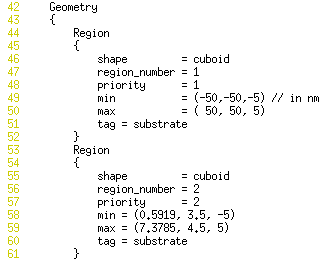 42 Geometry
43 {
44 Region
45 {
46 shape = cuboid
47 region_number = 1
48 priority = 1
49 min = (-50,-50,-5) // in nm
50 max = ( 50, 50, 5)
51 tag = substrate
52 }
53 Region
54 {
55 shape = cuboid
56 region_number = 2
57 priority = 2
58 min = (0.5919, 3.5, -5)
59 max = (7.3785, 4.5, 5)
60 tag = substrate
61 }